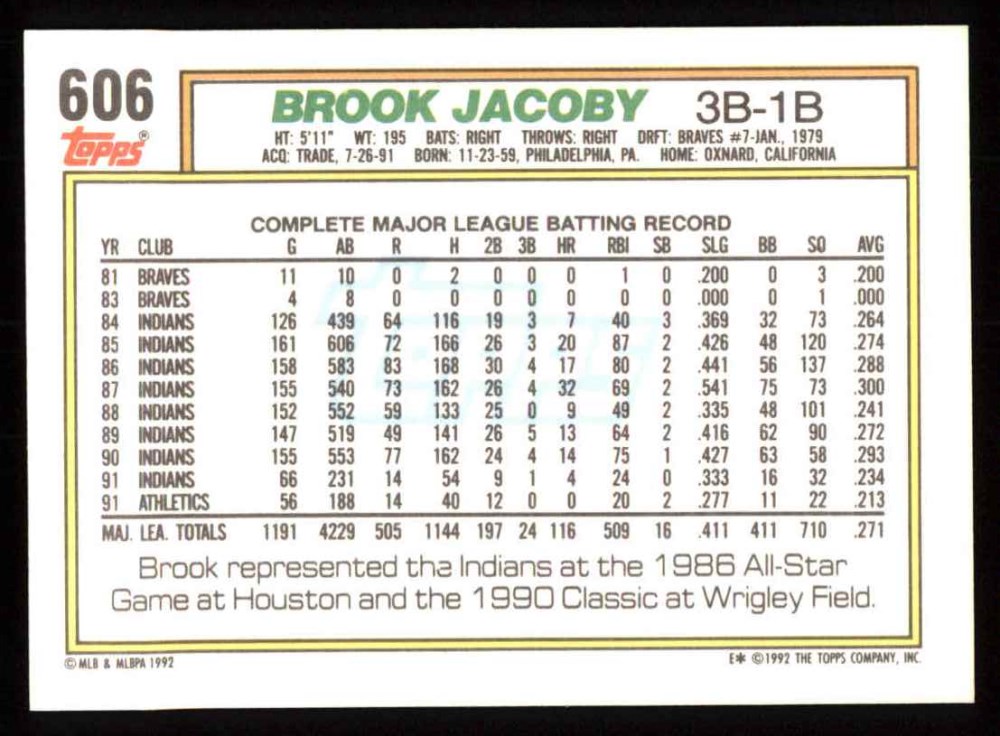 606
BROOK JACOBY 3B-1B
Topps®
HT: 5'11" WT: 195 BATS: RIGHT THROWS: RIGHT DRFT: BRAVES #7-JAN., 1979
ACQ: TRADE, 7-26-91 BORN: 11-23-59, PHILADELPHIA, PA. HOME: OXNARD, CALIFORNIA
COMPLETE MAJOR LEAGUE BATTING RECORD
YR CLUB G AB R H 2B 3B HR RBI SB SLG BB SO AVG
81 BRAVES 11 10 0 2 0 0 0 1 0 .200 0 3 .200
83 BRAVES 4 8 0 0 0 0 0 0 0 .000 0 1 .000
84 INDIANS 126 439 64 116 19 3 7 40 3 .369 32 73 .264
85 INDIANS 161 606 72 166 26 3 20 87 2 .426 48 120 .274
86 INDIANS 158 583 83 168 30 4 17 80 2 .441 56 137 .288
87 INDIANS 155 540 73 162 26 4 32 69 2 .541 75 73 .300
88 INDIANS 152 552 59 133 25 0 9 49 2 .335 48 101 .241
89 INDIANS 147 519 49 141 26 5 13 64 2 .416 62 90 .272
90 INDIANS 155 553 77 162 24 4 14 75 1 .427 63 58 .293
91 INDIANS 66 231 14 54 9 1 4 24 0 .333 16 32 .234
91 ATHLETICS 56 188 14 40 12 0 0 20 2 .277 11 22 .213
MAJ. LEA. TOTALS 1191 4229 505 1144 197 24 116 509 16 .411 411 710 .271
Topps
Brook represented the Indians at the 1986 All-Star
Game at Houston and the 1990 Classic at Wrigley Field.
© MLB & MLBPA 1992
E* © 1992 THE TOPPS COMPANY, INC.